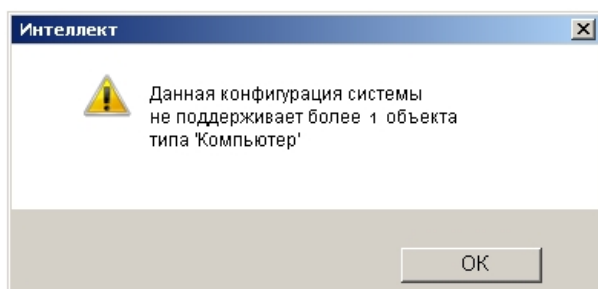 Интеллект
Данная конфигурация системы
не поддерживает более 1 объекта
типа 'Компьютер'
OK